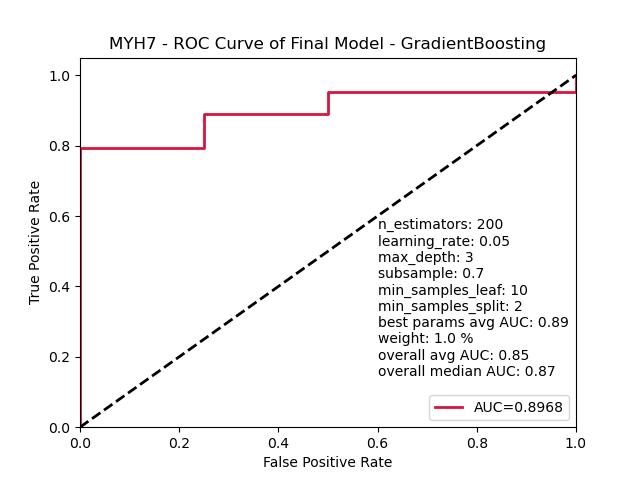 MYH7 - ROC Curve of Final Model - GradientBoosting
True Positive Rate
1.0
0.8
0.6
0.4
0.2
0.0
n_estimators: 200
learning_rate: 0.05
max_depth: 3
subsample: 0.7
min_samples_leaf: 10
min_samples_split: 2
best params avg AUC: 0.89
weight: 1.0 %
overall avg AUC: 0.85
overall median AUC: 0.87
AUC=0.8968
0.0 0.2 0.4 0.6 0.8 1.0
False Positive Rate